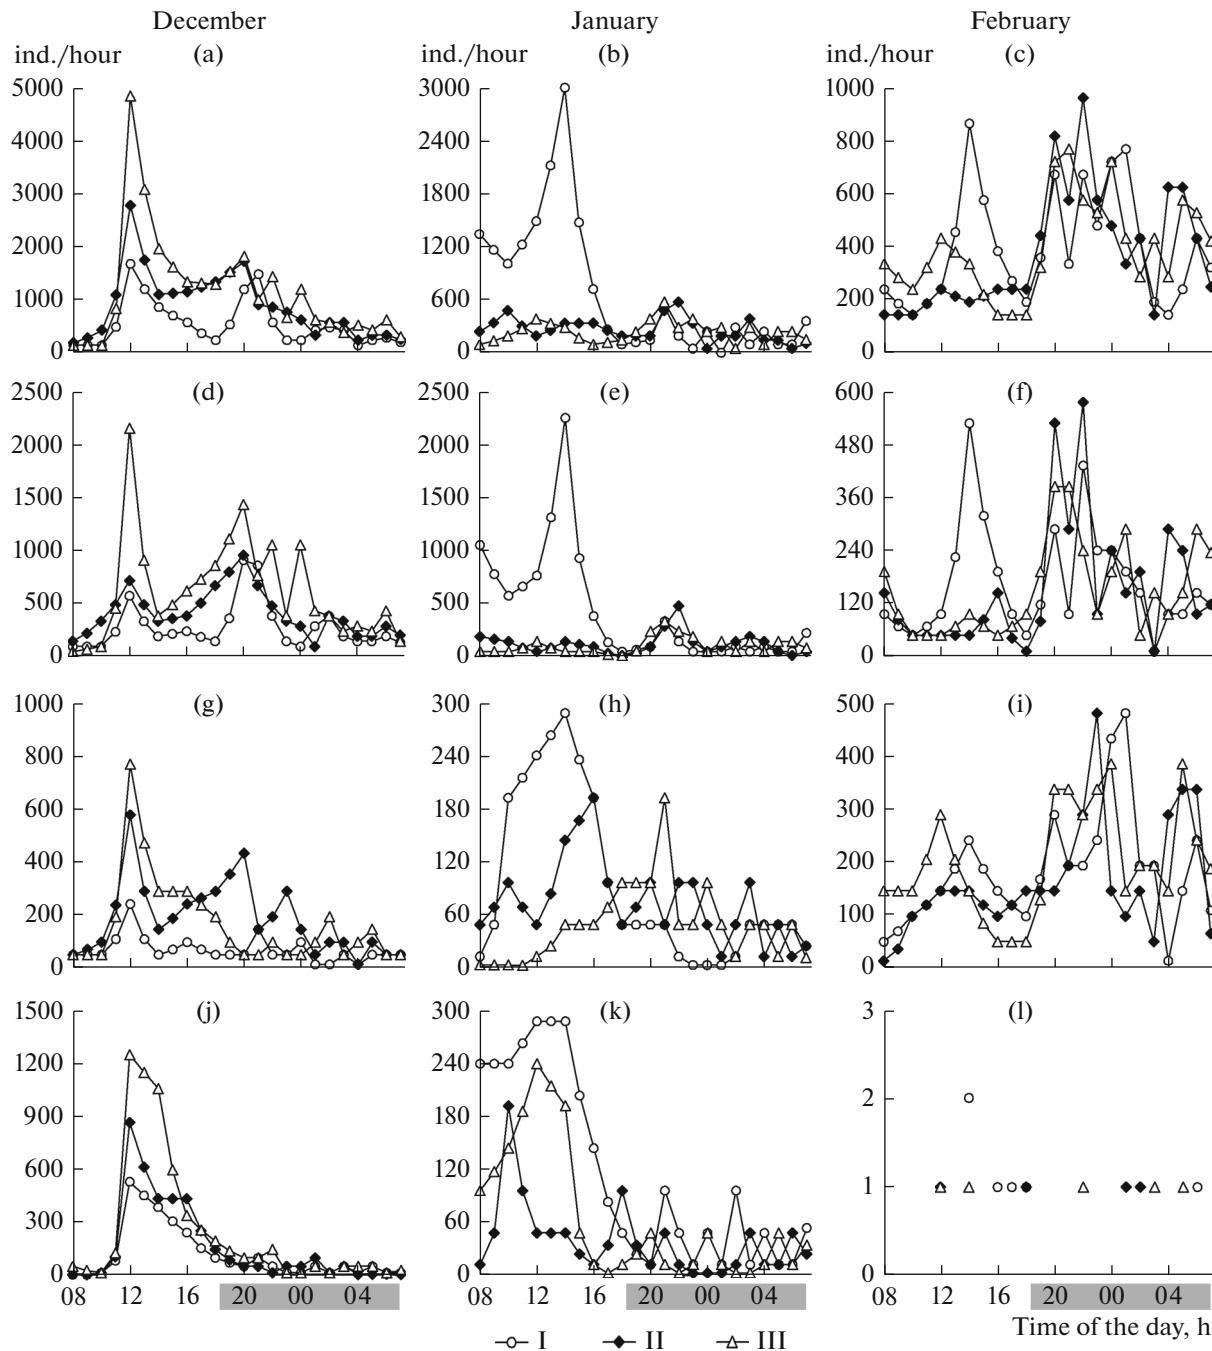 December January February
ind./hour (a) ind./hour (b) ind./hour (c)
5000 3000 1000
4000 2400 800
3000 1800 600
2000 1200 400
1000 600 200
0 0 0
2500 (d) 2500 (e) 600 (f)
2000 2000 480
1500 1500 360
1000 1000 240
500 500 120
0 0 0
1000 (g) 300 (h) 500 (i)
800 240 400
600 180 300
400 120 200
200 60 100
0 0 0
1500 (j) 300 (k) 3 (l)
1200 240
900 180 2
600 120 1
300 60
0 0 0
08 12 16 20 00 04 08 12 16 20 00 04 08 12 16 20 00 04
Time of the day, h
I II III